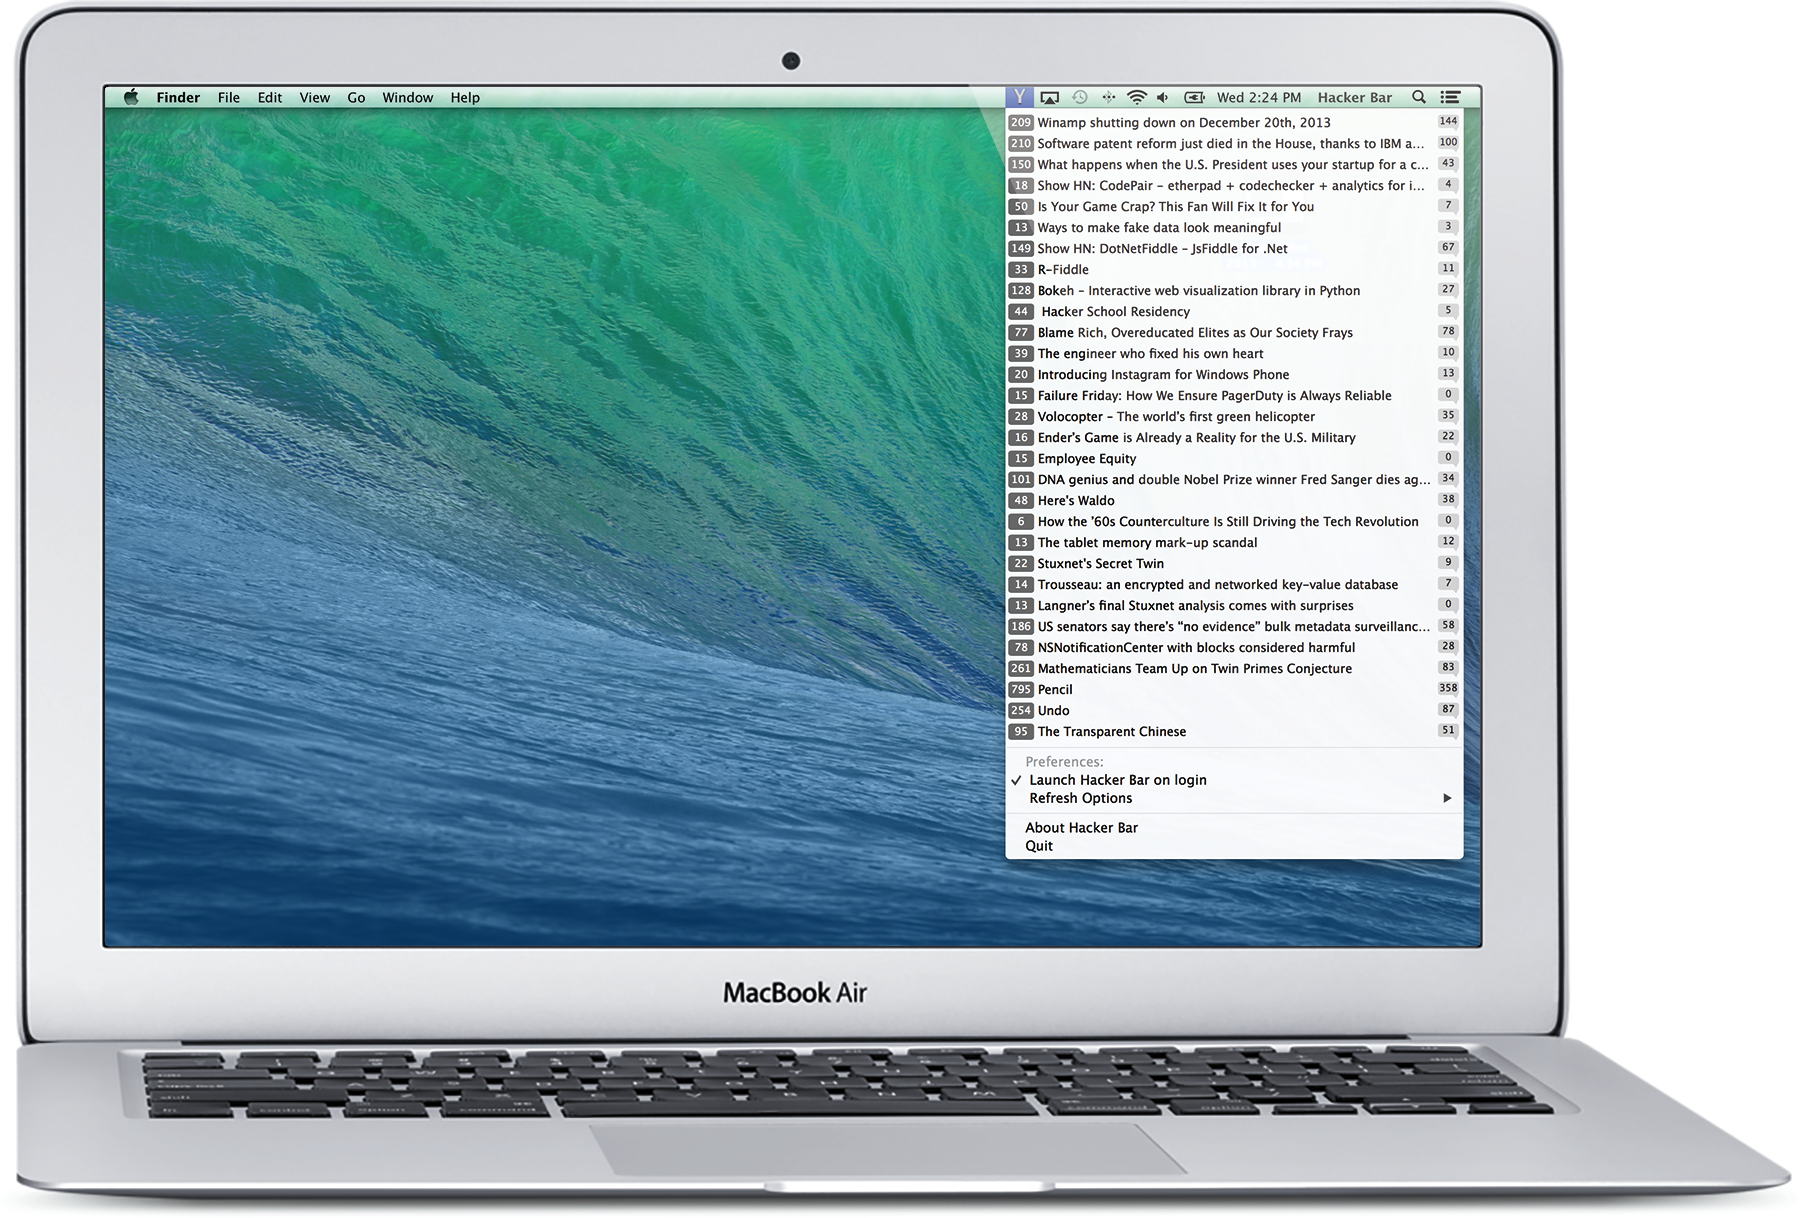 Finder File Edit View Go Window Help
Y Wed 2:24 PM Hacker Bar
209 Winamp shutting down on December 20th, 2013 144
210 Software patent reform just died in the House, thanks to IBM a... 100
150 What happens when the U.S. President uses your startup for a c... 43
18 Show HN: CodePair - etherpad + codechecker + analytics for i... 4
50 Is Your Game Crap? This Fan Will Fix It for You 7
13 Ways to make fake data look meaningful 3
149 Show HN: DotNetFiddle - JsFiddle for .Net 67
33 R-Fiddle 11
128 Bokeh - Interactive web visualization library in Python 27
44 Hacker School Residency 5
77 Blame Rich, Overeducated Elites as Our Society Frays 78
39 The engineer who fixed his own heart 10
20 Introducing Instagram for Windows Phone 13
15 Failure Friday: How We Ensure PagerDuty is Always Reliable 0
28 Volocopter – The world's first green helicopter 35
16 Ender's Game is Already a Reality for the U.S. Military 22
15 Employee Equity 0
101 DNA genius and double Nobel Prize winner Fred Sanger dies ag... 34
48 Here's Waldo 38
6 How the '60s Counterculture Is Still Driving the Tech Revolution 0
13 The tablet memory mark-up scandal 12
22 Stuxnet's Secret Twin 9
14 Trousseau: an encrypted and networked key-value database 7
13 Langner's final Stuxnet analysis comes with surprises 0
186 US senators say there's “no evidence” bulk metadata surveillanc... 58
78 NSNotificationCenter with blocks considered harmful 28
261 Mathematicians Team Up on Twin Primes Conjecture 83
795 Pencil 358
254 Undo 87
95 The Transparent Chinese 51
Preferences:
✓ Launch Hacker Bar on login
Refresh Options
About Hacker Bar
Quit
MacBook Air